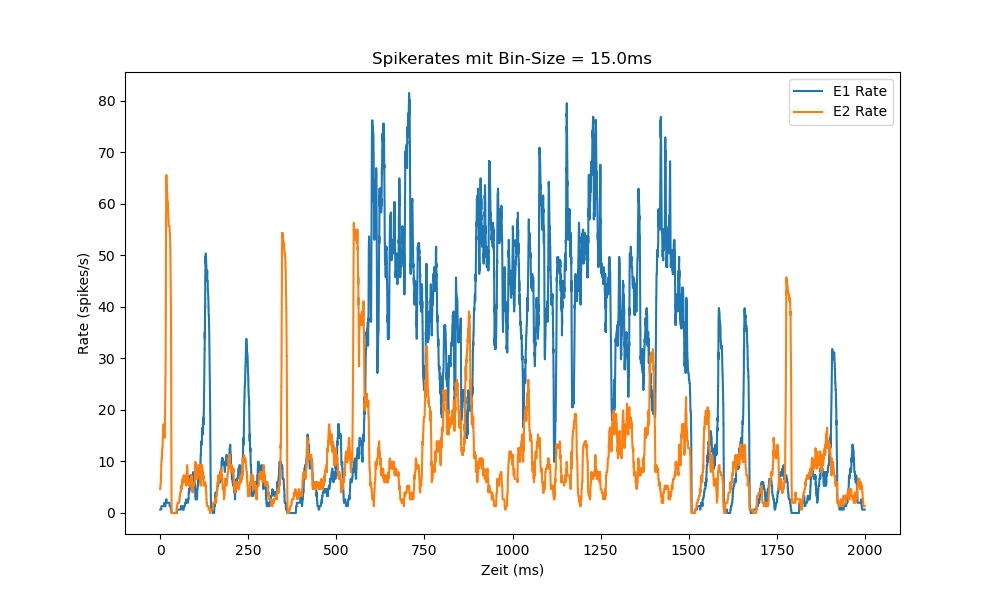 Spikerates mit Bin-Size = 15.0ms
E1 Rate
E2 Rate
80
70
60
50
40
30
20
10
0
Rate (spikes/s)
0 250 500 750 1000 1250 1500 1750 2000
Zeit (ms)